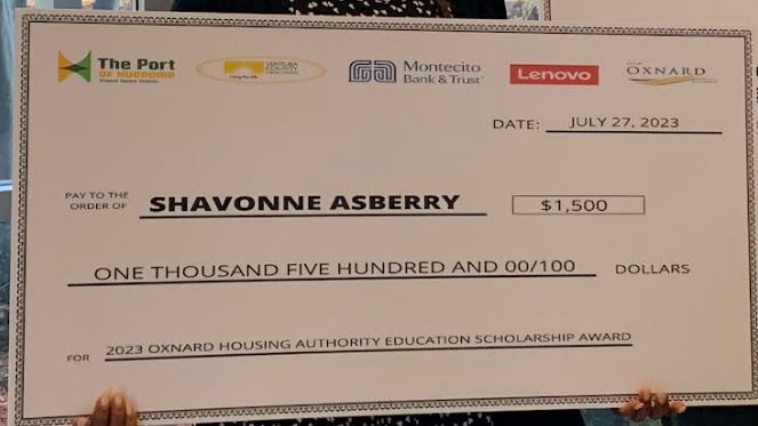 The Port
OF HUENEME
VENTURA
COUNTY
Montecito
Bank & Trust
Lenovo
OXNARD
DATE: JULY 27, 2023
PAY TO THE
ORDER OF
SHAVONNE ASBERRY
$1,500
ONE THOUSAND FIVE HUNDRED AND 00/100 DOLLARS
FOR 2023 OXNARD HOUSING AUTHORITY EDUCATION SCHOLARSHIP AWARD